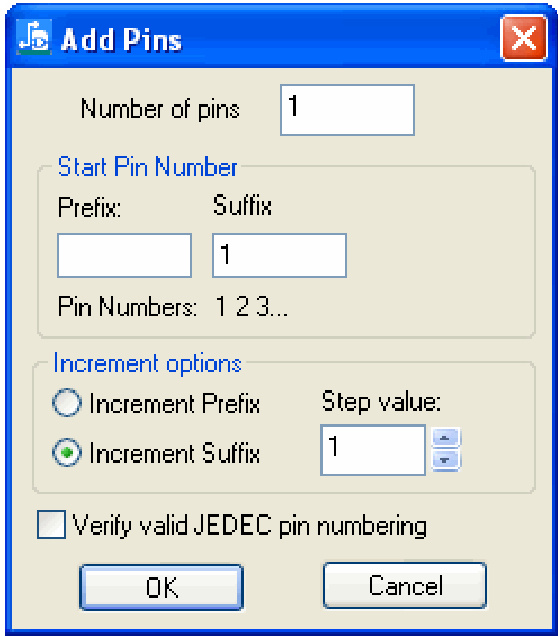 Add Pins
Number of pins 1
Start Pin Number
Prefix: Suffix
1
Pin Numbers: 1 2 3...
Increment options
Increment Prefix Step value:
Increment Suffix 1
Verify valid JEDEC pin numbering
OK Cancel